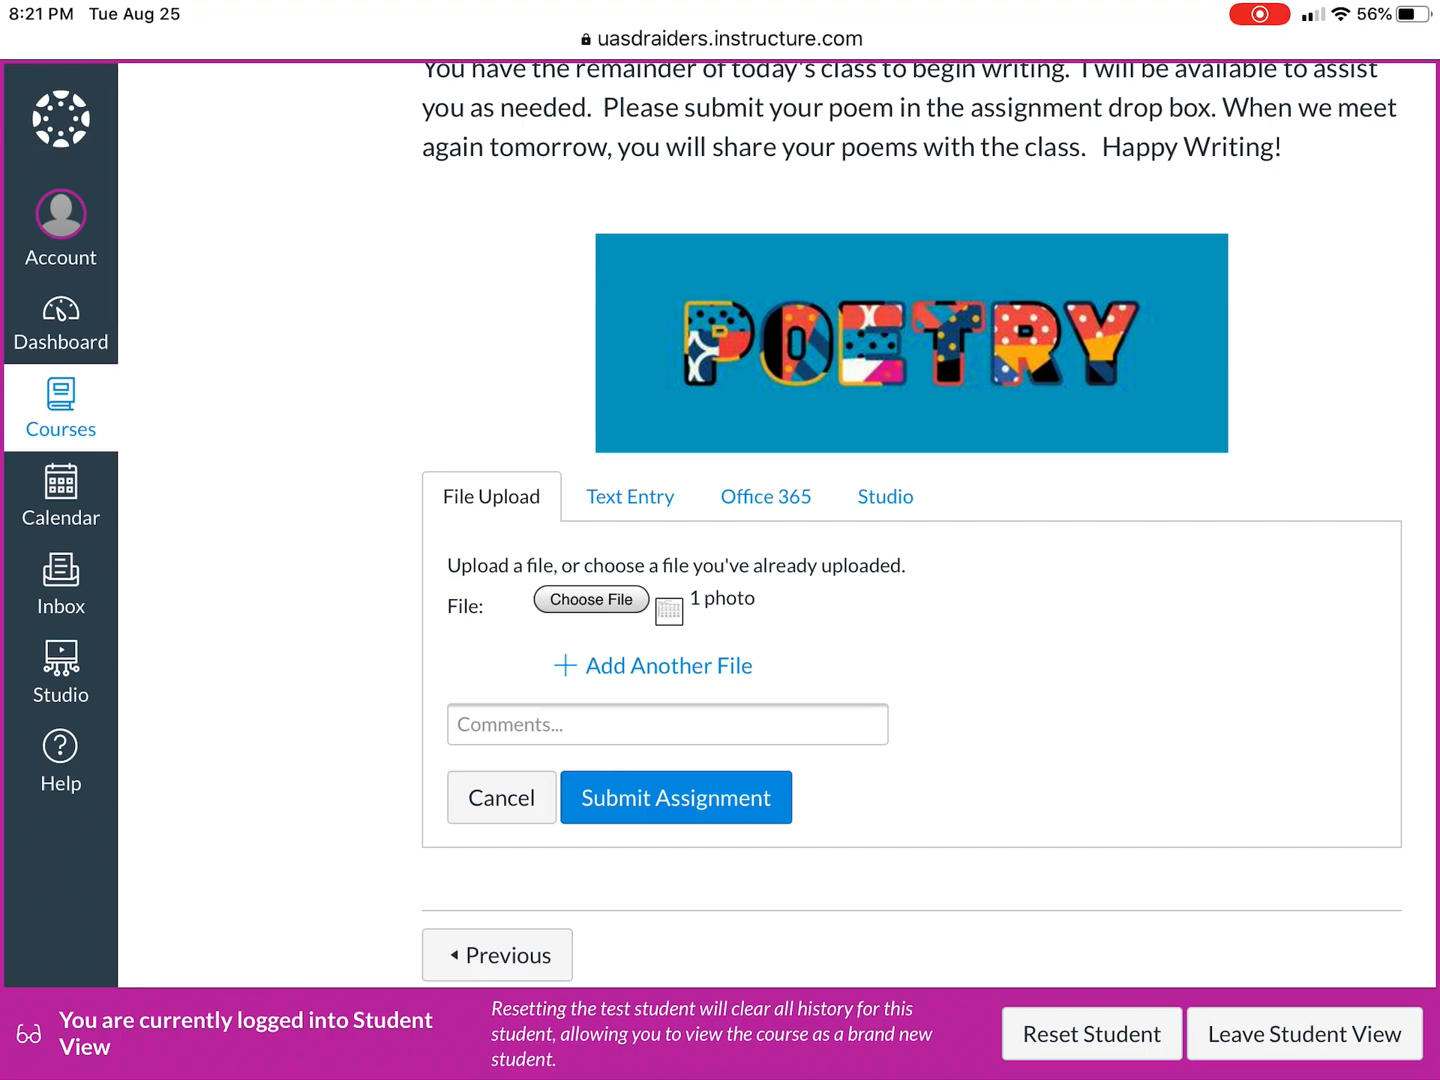 8:21 PM Tue Aug 25
56%
uasdraiders.instructure.com
You have the remainder of today's class to begin writing. I will be available to assist
you as needed. Please submit your poem in the assignment drop box. When we meet
again tomorrow, you will share your poems with the class. Happy Writing!
Account
Dashboard
Courses
Calendar
Inbox
Studio
Help
POETRY
File Upload Text Entry Office 365 Studio
Upload a file, or choose a file you've already uploaded.
File: Choose File 1 photo
Add Another File
Comments...
Cancel Submit Assignment
Previous
You are currently logged into Student
View
Resetting the test student will clear all history for this
student, allowing you to view the course as a brand new
student.
Reset Student Leave Student View